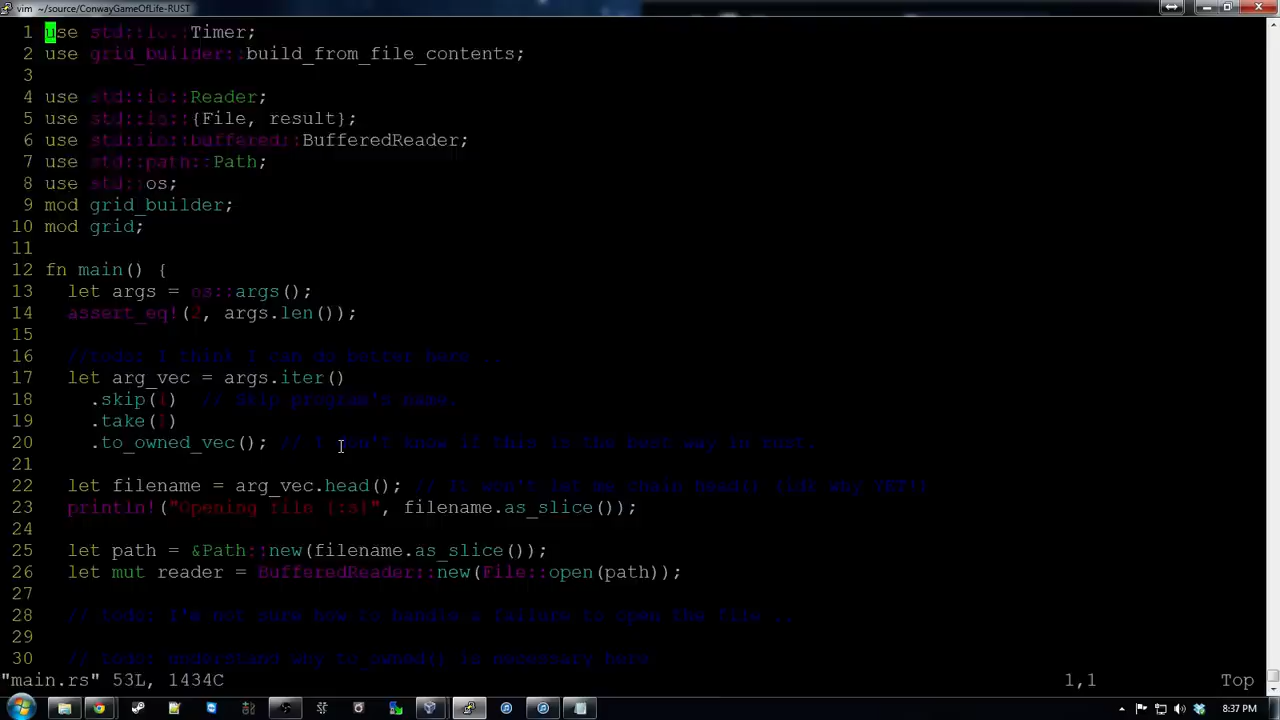 vim ~/source/ConwayGameOfLife-RUST
1 use std::io::Timer;
2 use grid_builder::build_from_file_contents;
3
4 use std::io::Reader;
5 use std::io::{File, result};
6 use std::io::buffered::BufferedReader;
7 use std::path::Path;
8 use std::os;
9 mod grid_builder;
10 mod grid;
11
12 fn main() {
13 let args = os::args();
14 assert_eq!(2, args.len());
15
16 //todo: I think I can do better here ..
17 let arg_vec = args.iter()
18 .skip(1) // Skip program's name.
19 .take(1)
20 .to_owned_vec(); // I don't know if this is the best way in rust.
21
22 let filename = arg_vec.head(); // It won't let me chain head() (IDK why YET!)
23 println!("Opening file {:s}", filename.as_slice());
24
25 let path = &Path::new(filename.as_slice());
26 let mut reader = BufferedReader::new(File::open(path));
27
28 // todo: I'm not sure how to handle a failure to open the file ..
29
30 // todo: understand why to_owned() is necessary here
"main.rs" 53L, 1434C 1,1 Top
8:37 PM